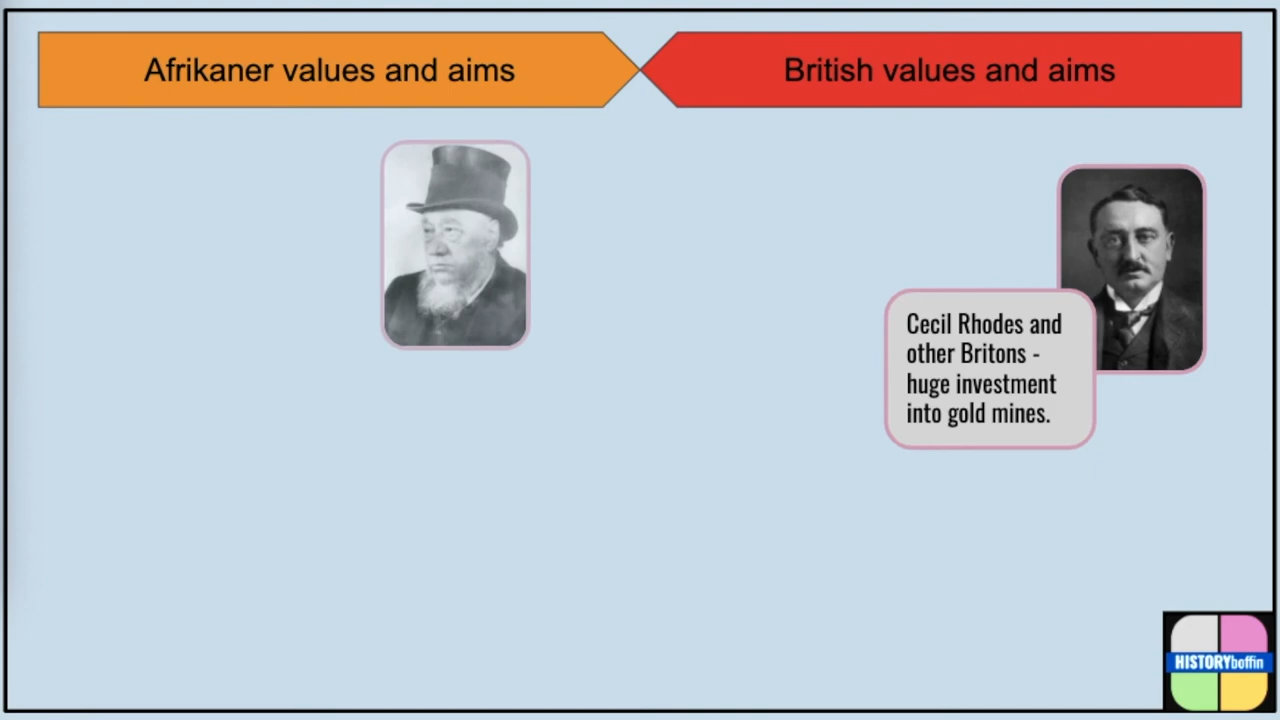 Afrikaner values and aims
British values and aims
Cecil Rhodes and
other Britons -
huge investment
into gold mines.
HISTORYboffin